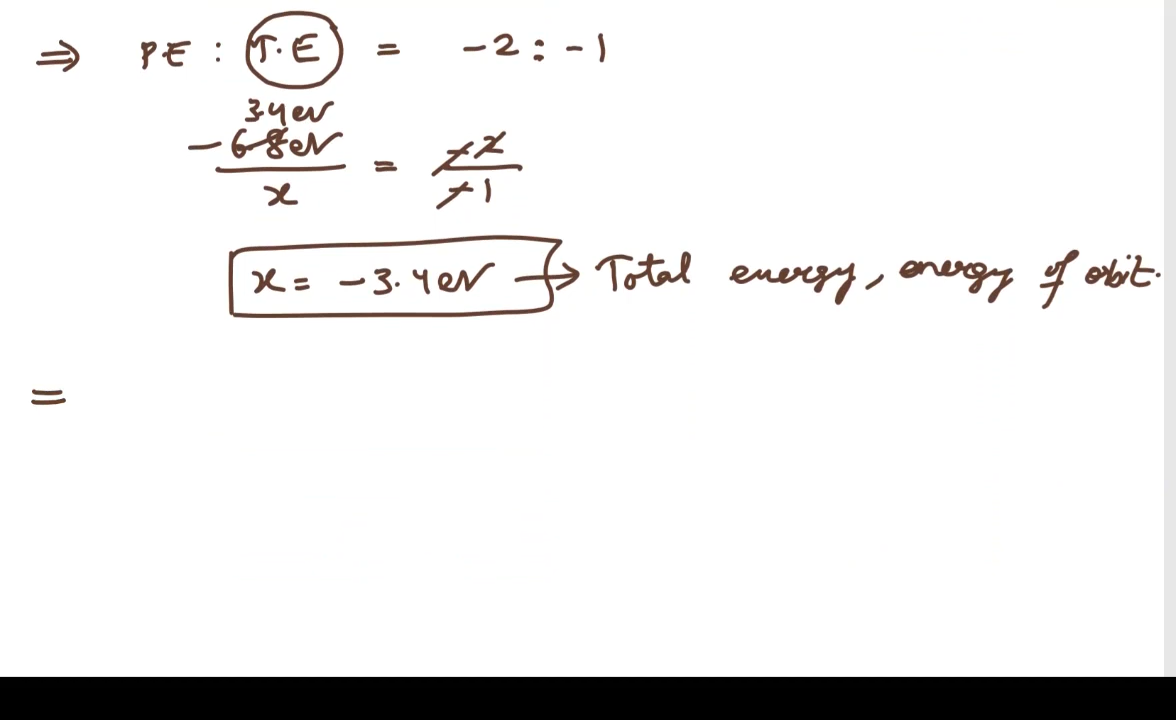 ⇒ PE : T.E = -2 : -1
3.4eV
-6.8eV / x = -2 / -1
x = -3.4eV → Total energy, energy of orbit.
=